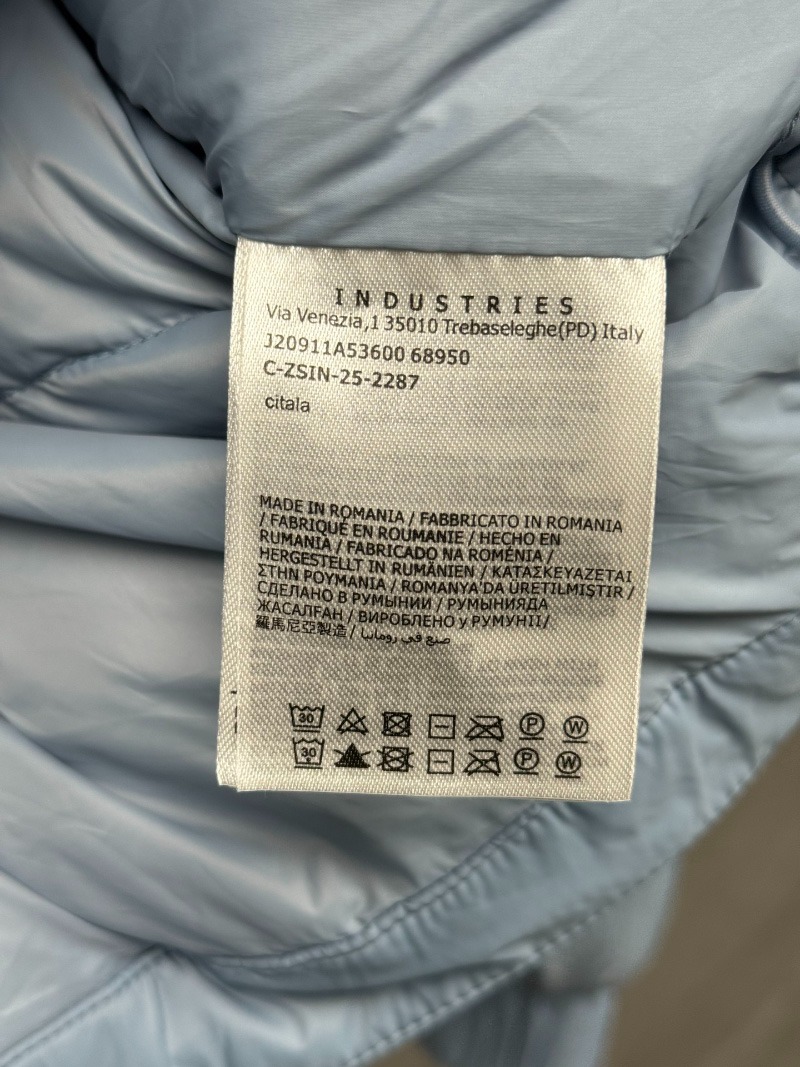 INDUSTRIES
Via Venezia,1 35010 Trebaseleghe(PD) Italy
J20911A53600 68950
C-ZSIN-25-2287
citala
MADE IN ROMANIA / FABBRICATO IN ROMANIA
/ FABRIQUÉ EN ROUMANIE / HECHO EN
RUMANIA / FABRICADO NA ROMÉNIA /
HERGESTELLT IN RUMÄNIEN / ΚΑΤΑΣΚΕΥΑΖΕΤΑΙ
ΣΤΗΝ ΡΟΥΜΑΝΙΑ / ROMANYA'DA ÜRETILMIŞTIR /
СДЕЛАНО В РУМЫНИИ / РУМЫНИЯДА
ЖАСАЛҒАН / ВИРОБЛЕНО у РУМУНІЇ/
羅馬尼亞製造 / صنع في رومانيا
30 P W
30 P W